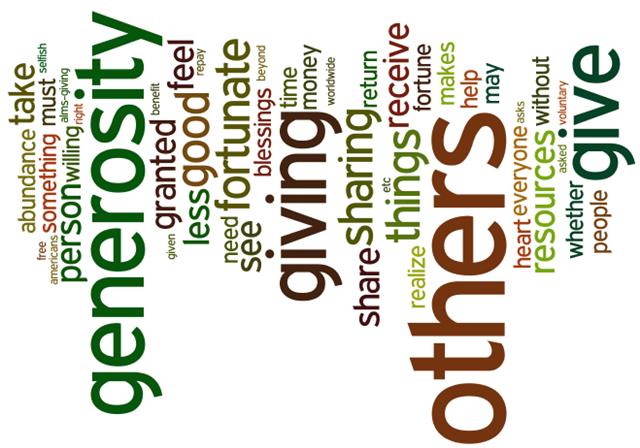 take
selfish
abundance
something
must
alms-giving
free
americans
person
willing
right
generosity
benefit
granted
feel
given
less
good
repay
need
see
fortunate
blessings
beyond
giving
time
money
worldwide
share
sharing
return
etc
things
receive
realize
fortune
others
makes
help
may
heart
everyone
asks
resources
without
asked
voluntary
whether
people
give